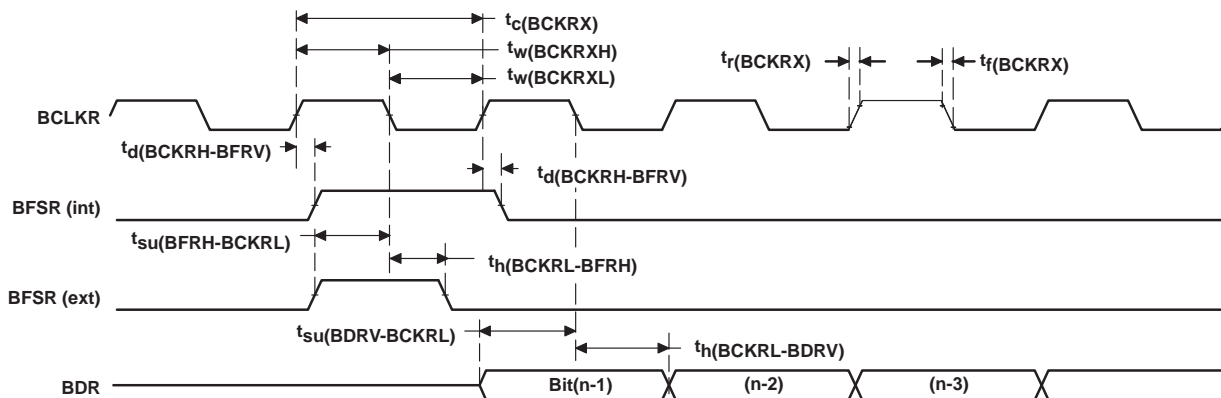 tc(BCKRX)
tw(BCKRXH)
tw(BCKRXL)
tr(BCKRX)
tf(BCKRX)
BCLKR
td(BCKRH-BFRV)
td(BCKRH-BFRV)
BFSR (int)
tsu(BFRH-BCKRL)
th(BCKRL-BFRH)
BFSR (ext)
tsu(BDRV-BCKRL)
th(BCKRL-BDRV)
BDR
Bit(n-1)
(n-2)
(n-3)